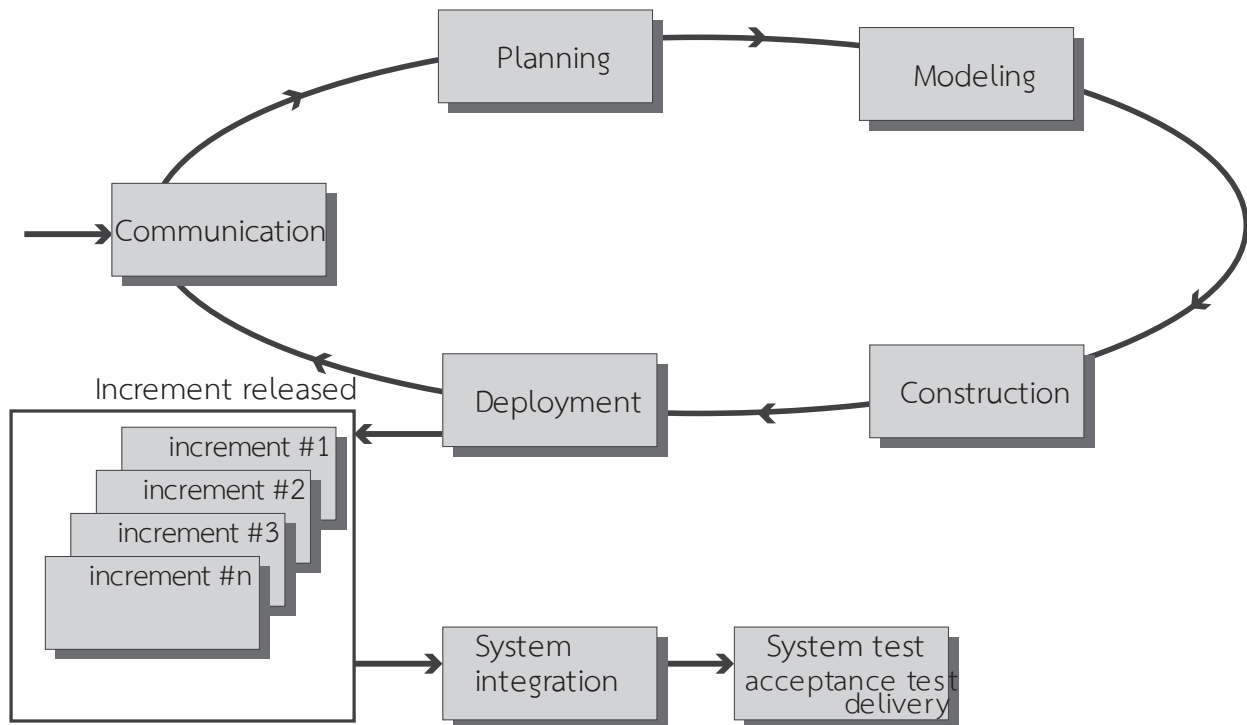 Planning
Modeling
Communication
Construction
Deployment
Increment released
increment #1
increment #2
increment #3
increment #n
System
integration
System test
acceptance test
delivery